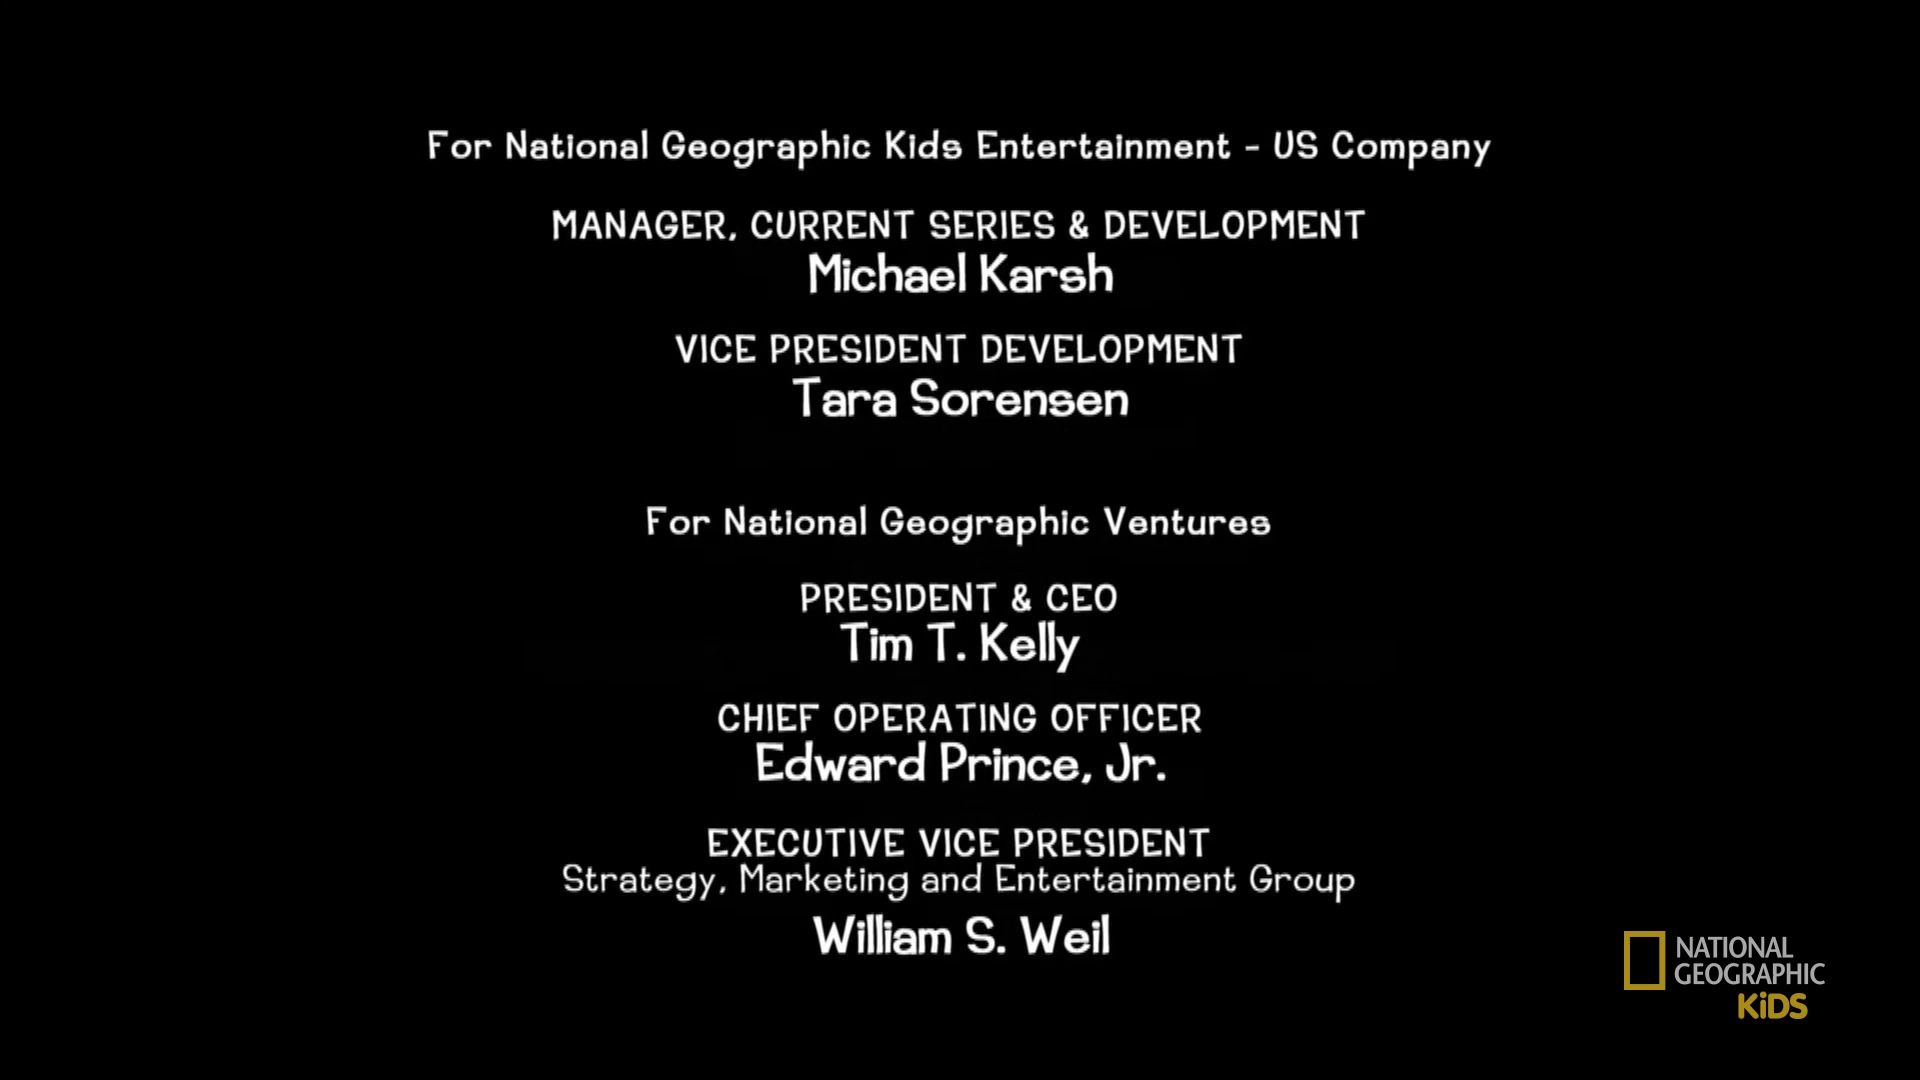 For National Geographic Kids Entertainment - US Company
MANAGER, CURRENT SERIES & DEVELOPMENT
Michael Karsh
VICE PRESIDENT DEVELOPMENT
Tara Sorensen
For National Geographic Ventures
PRESIDENT & CEO
Tim T. Kelly
CHIEF OPERATING OFFICER
Edward Prince, Jr.
EXECUTIVE VICE PRESIDENT
Strategy, Marketing and Entertainment Group
William S. Weil
NATIONAL
GEOGRAPHIC
KiDS